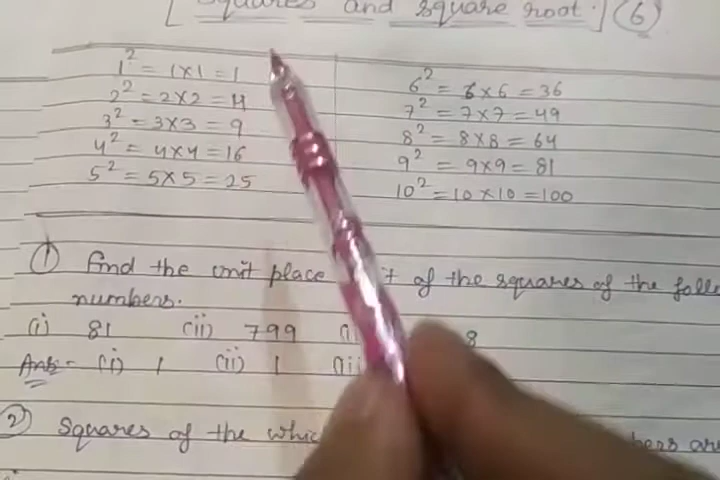 [ Squares and square root. ] (6)
1² = 1×1 = 1
2² = 2×2 = 4
3² = 3×3 = 9
4² = 4×4 = 16
5² = 5×5 = 25
6² = 6×6 = 36
7² = 7×7 = 49
8² = 8×8 = 64
9² = 9×9 = 81
10² = 10×10 = 100
① Find the unit place of the squares of the
numbers.
(i) 81 (ii) 799 8
Ans:- (i) 1 (ii) 1 (iii
② Squares of the